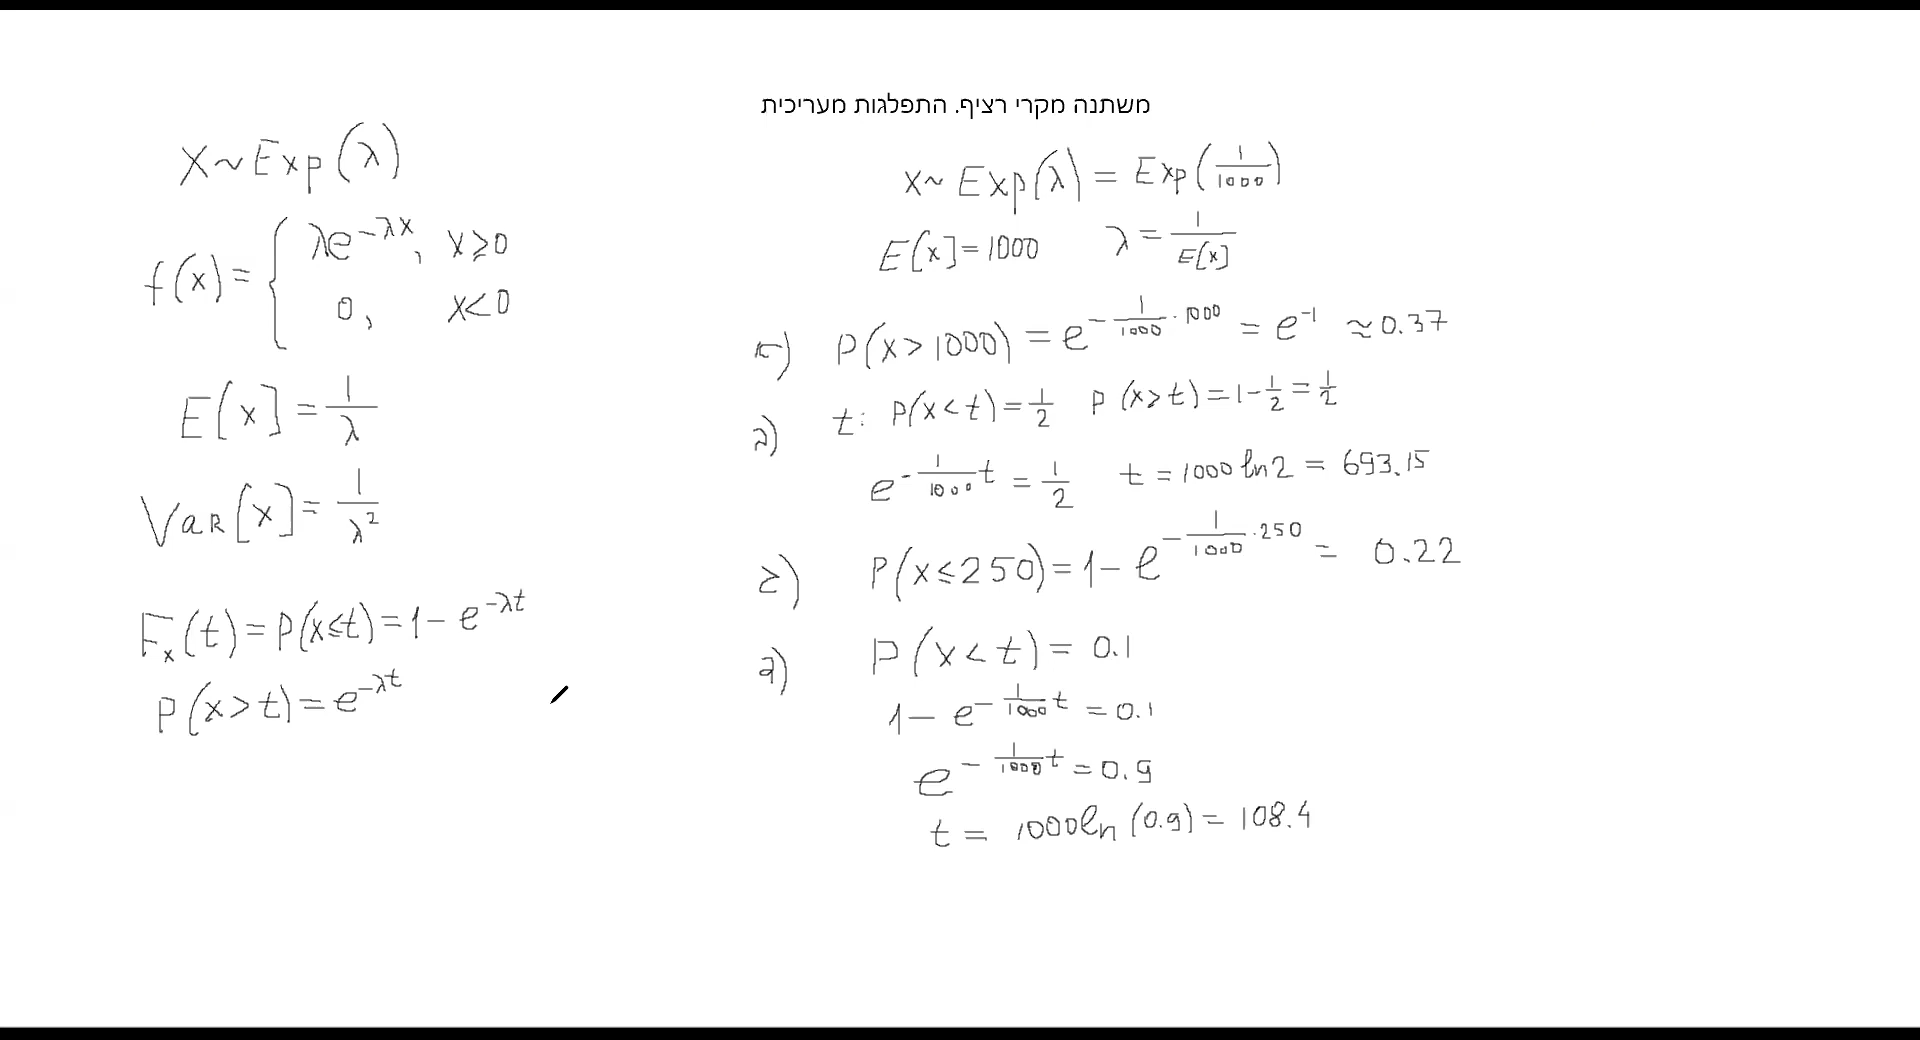 משתנה מקרי רציף. התפלגות מעריכית
X~Exp(λ)
f(x) = { λe^{-λx}, x≥0
0, x<0
E[x] = 1/λ
VAR[x] = 1/λ²
F_x(t) = P(x≤t) = 1 - e^{-λt}
P(x>t) = e^{-λt}
x~ Exp(λ) = Exp(1/1000)
E[x] = 1000 λ = 1/E[x]
א) P(x>1000) = e^{-1/1000 · 1000} = e^{-1} ≈ 0.37
ב) t: P(x<t) = 1/2 P(x>t) = 1 - 1/2 = 1/2
e^{-1/1000 t} = 1/2 t = 1000 ln2 = 693.15
ג) P(x≤250) = 1 - e^{-1/1000 · 250} = 0.22
ד) P(x<t) = 0.1
1 - e^{-1/1000 t} = 0.1
e^{-1/1000 t} = 0.9
t = 1000 ln(0.9) = 108.4